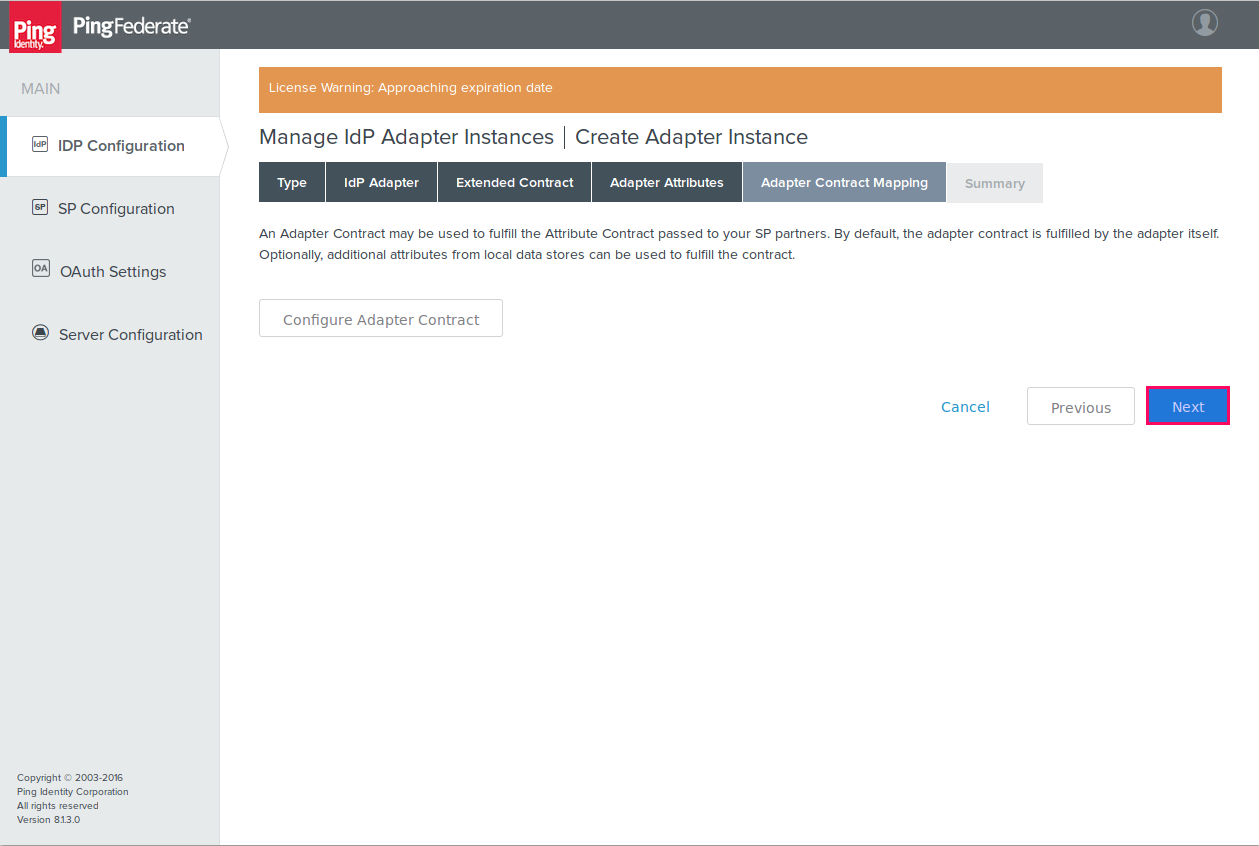 Ping
Identity.
PingFederate®
MAIN
IdP IDP Configuration
SP SP Configuration
OA OAuth Settings
Server Configuration
License Warning: Approaching expiration date
Manage IdP Adapter Instances | Create Adapter Instance
Type IdP Adapter Extended Contract Adapter Attributes Adapter Contract Mapping Summary
An Adapter Contract may be used to fulfill the Attribute Contract passed to your SP partners. By default, the adapter contract is fulfilled by the adapter itself.
Optionally, additional attributes from local data stores can be used to fulfill the contract.
Configure Adapter Contract
Cancel Previous Next
Copyright © 2003-2016
Ping Identity Corporation
All rights reserved
Version 8.1.3.0